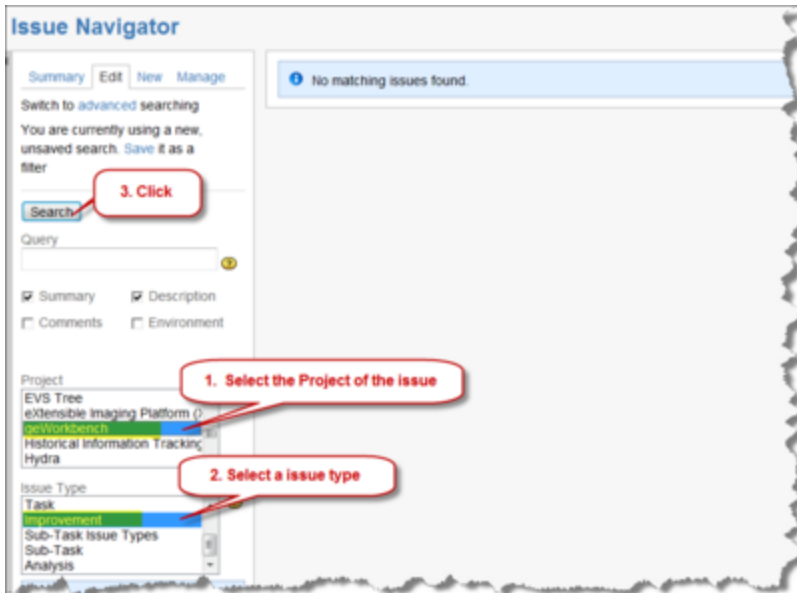 Issue Navigator
Summary Edit New Manage
Switch to advanced searching
You are currently using a new,
unsaved search. Save it as a
filter
No matching issues found.
3. Click
Search
Query
?
Summary Description
Comments Environment
Project
1. Select the Project of the issue
EVS Tree
eXtensible Imaging Platform (X
geWorkbench
Historical Information Tracking
Hydra
2. Select a issue type
Issue Type
Task
Improvement
Sub-Task Issue Types
Sub-Task
Analysis